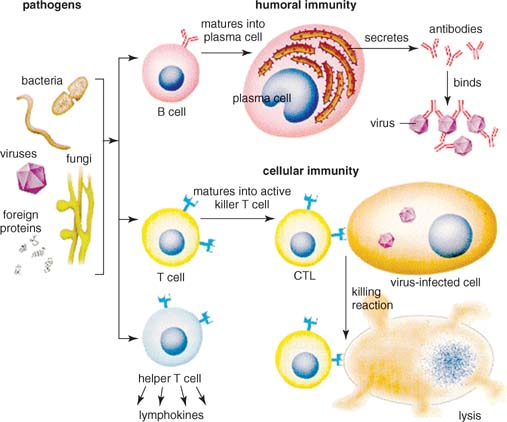 pathogens
bacteria
viruses
fungi
foreign
proteins
humoral immunity
matures into
plasma cell
B cell
plasma cell
secretes
antibodies
binds
virus
cellular immunity
matures into active
killer T cell
T cell
CTL
virus-infected cell
killing
reaction
lysis
helper T cell
lymphokines